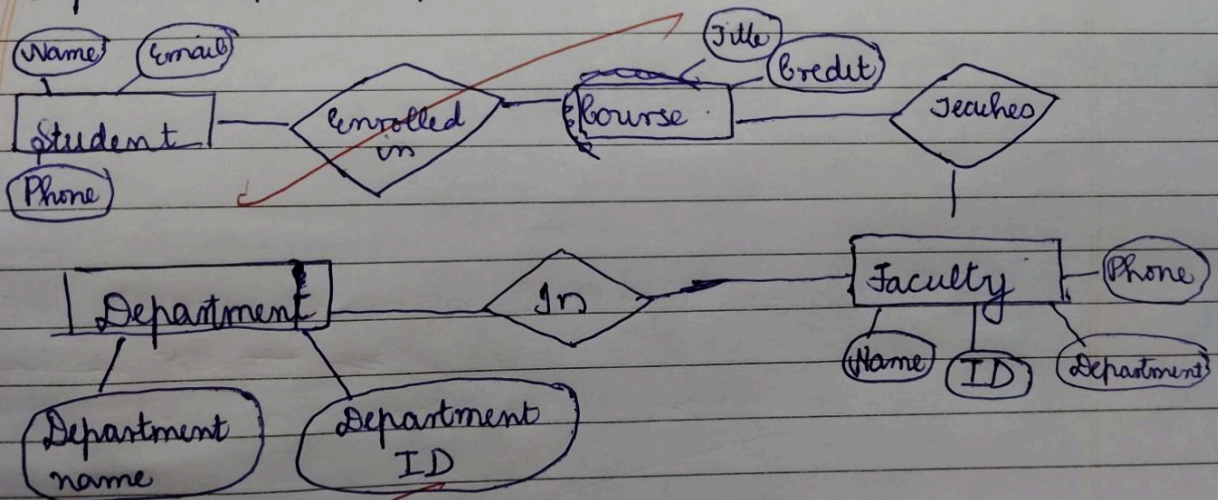 Name
Email
Title
Credit
Student
Enrolled
in
Course
Teaches
Phone
Department
In
Faculty
Phone
Name
ID
Department
Department
name
Department
ID